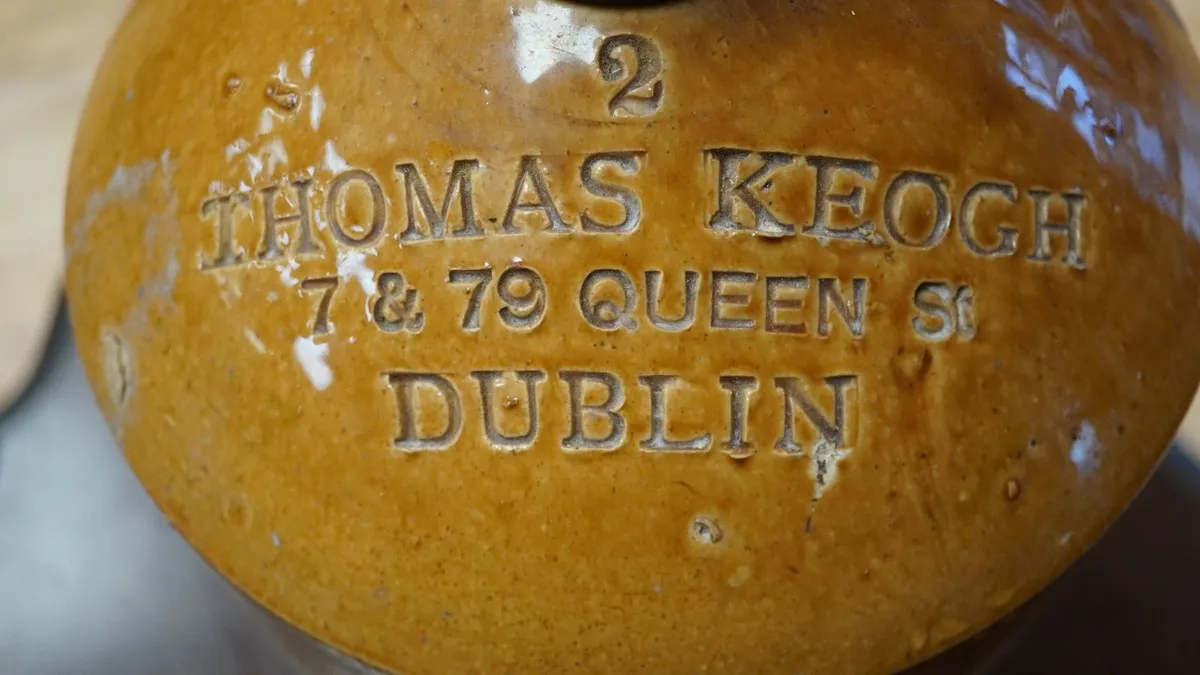 2
THOMAS KEOGH
7 & 79 QUEEN St
DUBLIN